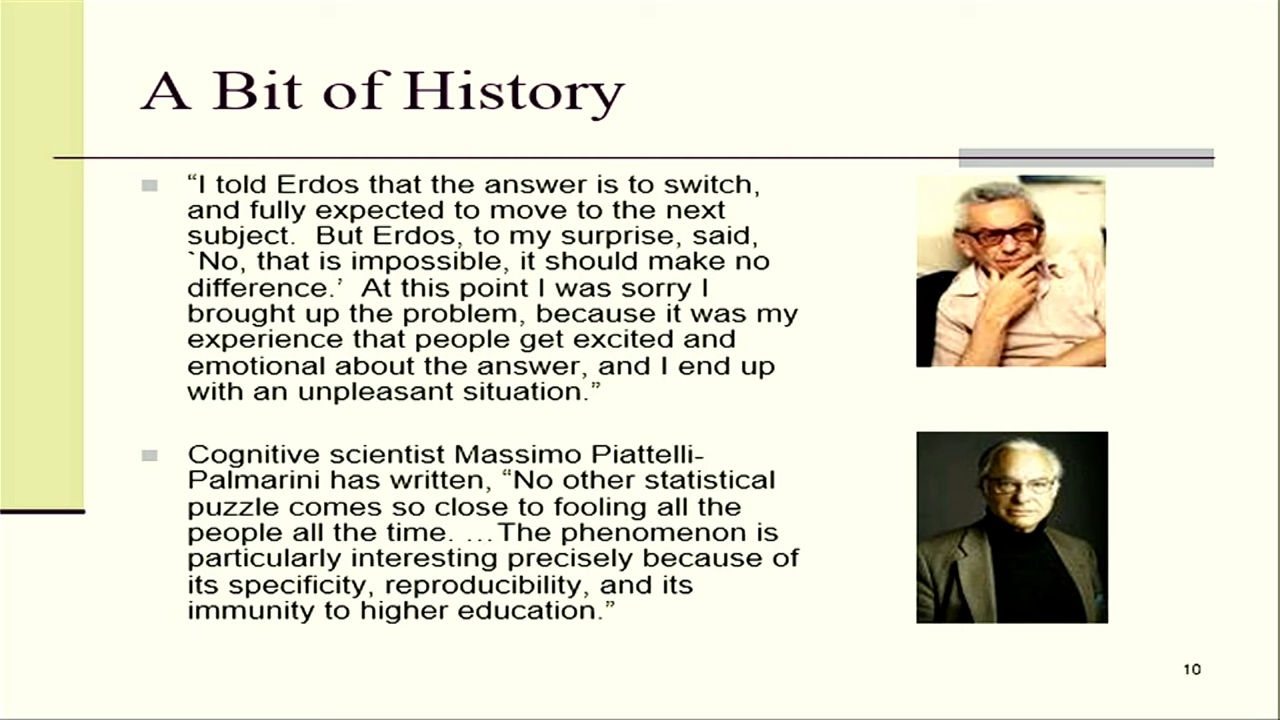 A Bit of History
“I told Erdos that the answer is to switch,
and fully expected to move to the next
subject.  But Erdos, to my surprise, said,
`No, that is impossible, it should make no
difference.’  At this point I was sorry I
brought up the problem, because it was my
experience that people get excited and
emotional about the answer, and I end up
with an unpleasant situation.”
Cognitive scientist Massimo Piattelli-
Palmarini has written, “No other statistical
puzzle comes so close to fooling all the
people all the time. …The phenomenon is
particularly interesting precisely because of
its specificity, reproducibility, and its
immunity to higher education.”
10